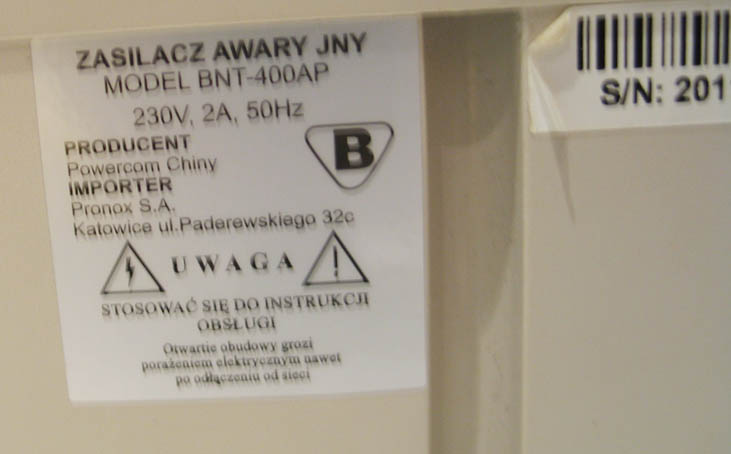 ZASILACZ AWARY JNY
MODEL BNT-400AP
230V, 2A, 50Hz
PRODUCENT
Powercom Chiny
B
IMPORTER
Pronox S.A.
Katowice ul.Paderewskiego 32c
UWAGA
STOSOWAĆ SIĘ DO INSTRUKCJI
OBSŁUGI
Otwarcie obudowy grozi
porażeniem elektrycznym nawet
po odłączeniu od sieci
S/N: 201